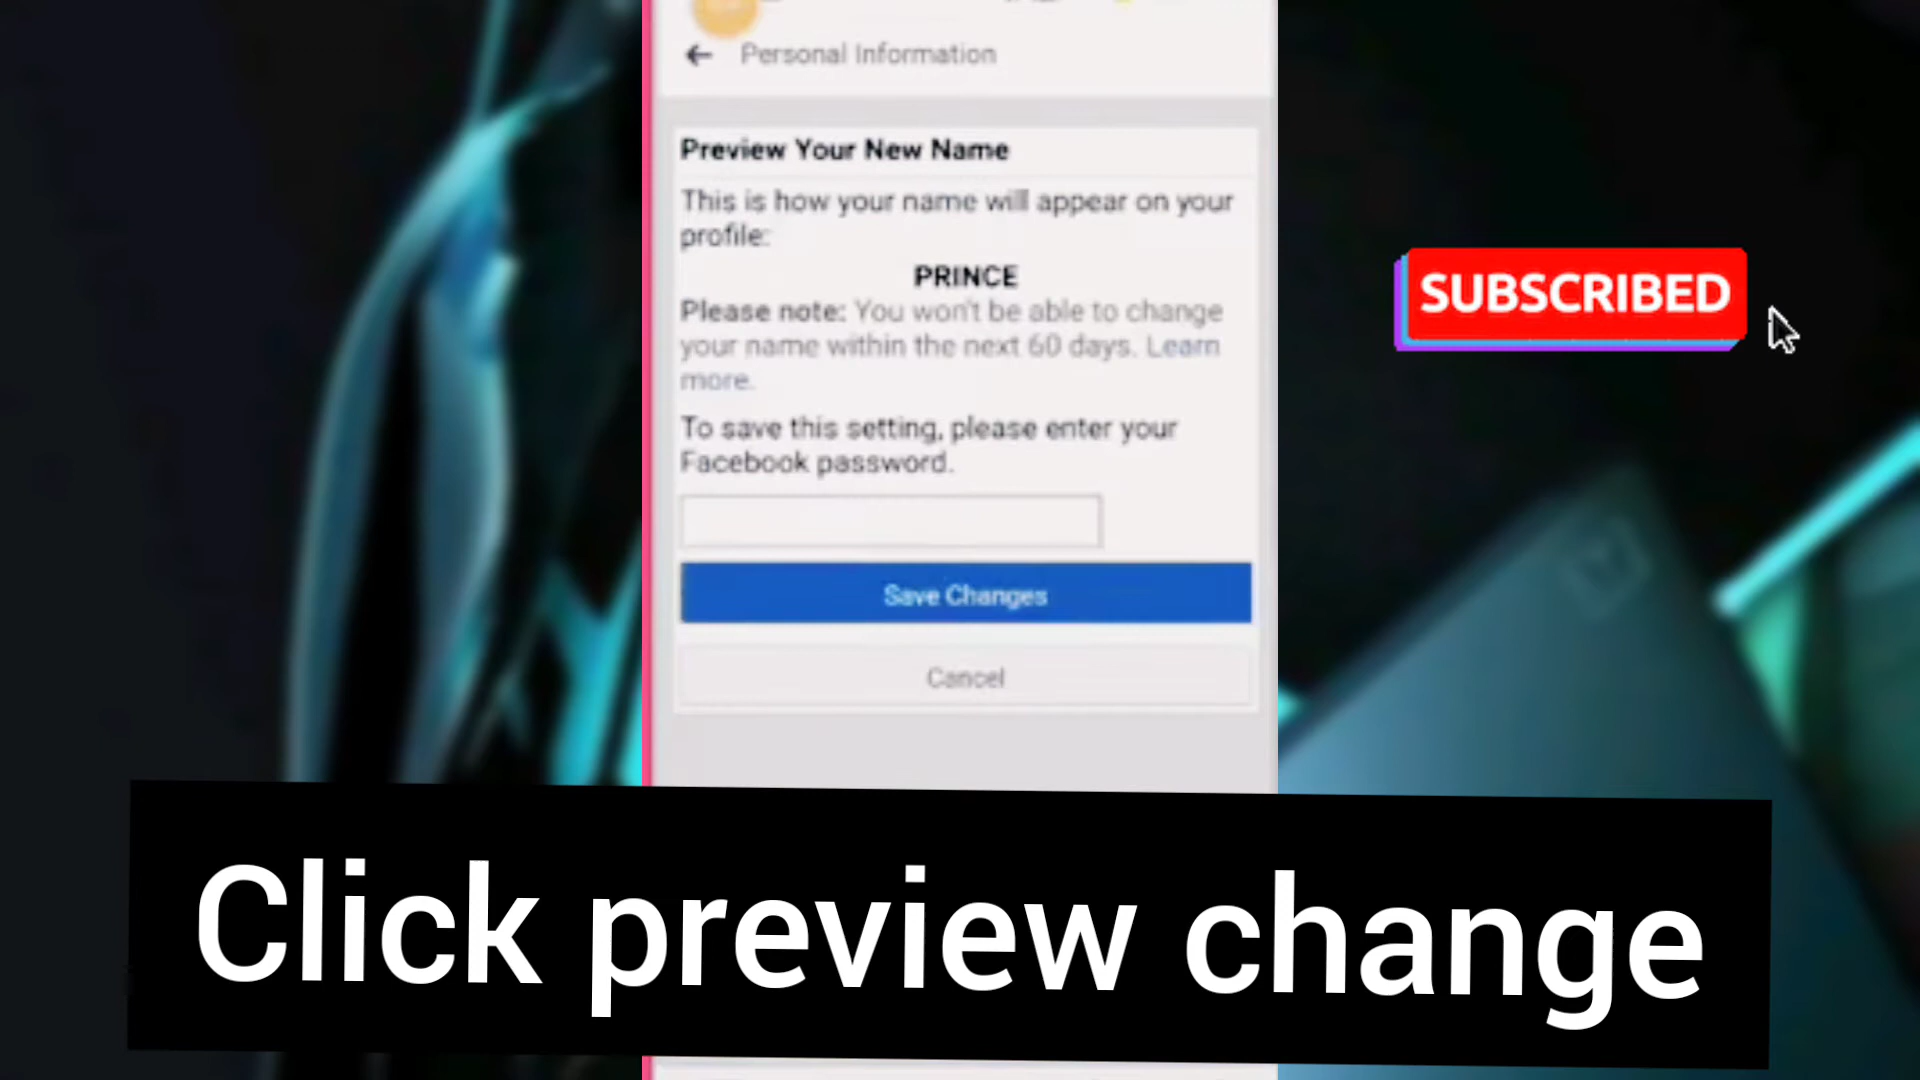 Personal Information
Preview Your New Name
This is how your name will appear on your
profile:
PRINCE
Please note: You won't be able to change
your name within the next 60 days. Learn
more.
To save this setting, please enter your
Facebook password.
Save Changes
Cancel
SUBSCRIBED
Click preview change